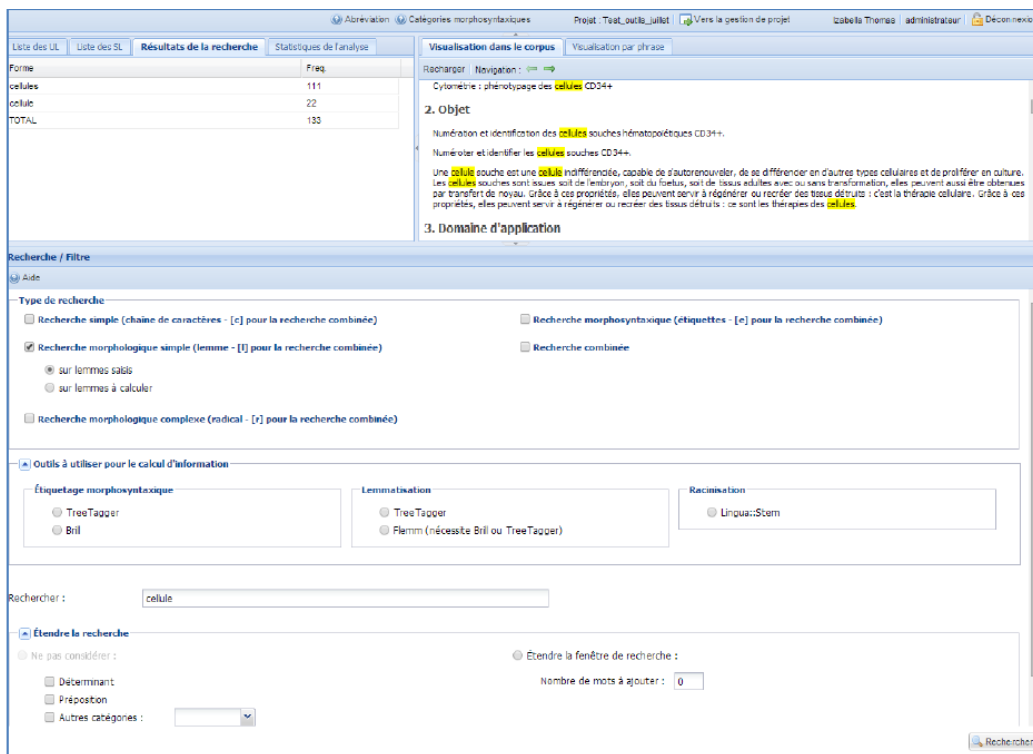 Abréviation Catégories morphosyntaxiques Projet : Test_outils_juillet Vers la gestion de projet Izabella Thomas administrateur Déconnexio
Liste des UL Liste des SL Résultats de la recherche Statistiques de l'analyse
Forme Freq.
cellules 111
cellule 22
TOTAL 133
Visualisation dans le corpus Visualisation par phrase
Recharger Navigation :
Cytométrie : phénotypage des cellules CD34+
2. Objet
Numération et identification des cellules souches hématopoïétiques CD34+.
Numéroter et identifier les cellules souches CD34+.
Une cellule souche est une cellule indifférenciée, capable de s'autorenouveler, de se différencier en d'autres types cellulaires et de proliférer en culture.
Les cellules souches sont issues soit de l'embryon, soit du foetus, soit de tissus adultes avec ou sans transformation, elles peuvent aussi être obtenues
par transfert de noyau. Grâce à ces propriétés, elles peuvent servir à régénérer ou recréer des tissus détruits : c'est la thérapie cellulaire. Grâce à ces
propriétés, elles peuvent servir à régénérer ou recréer des tissus détruits : ce sont les thérapies des cellules.
3. Domaine d'application
Recherche / Filtre
Aide
Type de recherche
Recherche simple (chaîne de caractères - [c] pour la recherche combinée) Recherche morphosyntaxique (étiquettes - [e] pour la recherche combinée)
Recherche morphologique simple (lemme - [l] pour la recherche combinée) Recherche combinée
sur lemmes saisis
sur lemmes à calculer
Recherche morphologique complexe (radical - [r] pour la recherche combinée)
Outils à utiliser pour le calcul d'information
Étiquetage morphosyntaxique Lemmatisation Racinisation
TreeTagger TreeTagger Lingua::Stem
Bril Flemm (nécessite Bril ou TreeTagger)
Rechercher : cellule
Étendre la recherche
Ne pas considérer : Étendre la fenêtre de recherche :
Déterminant Nombre de mots à ajouter : 0
Préposition
Autres catégories :
Rechercher